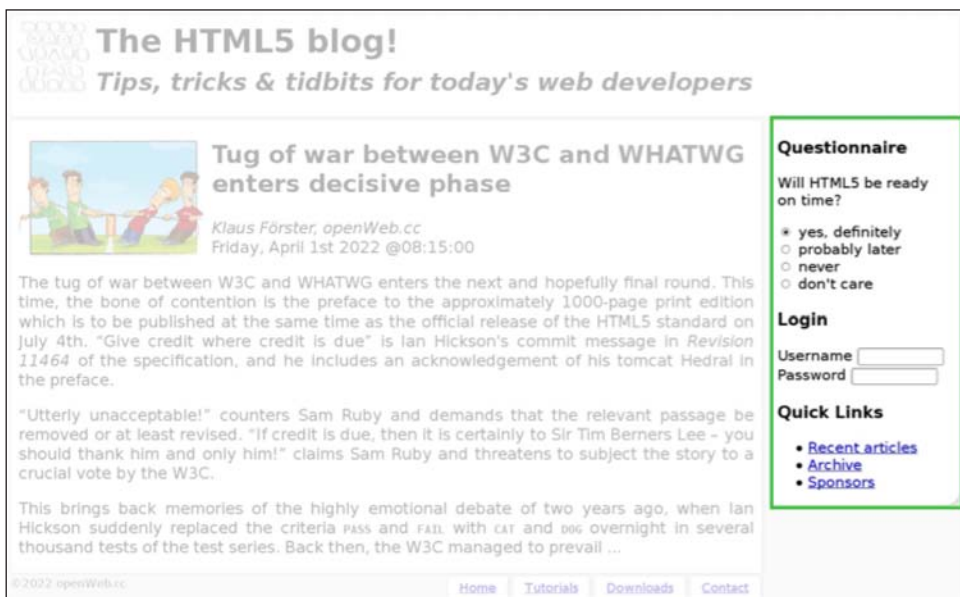 The HTML5 blog!
Tips, tricks & tidbits for today's web developers
Tug of war between W3C and WHATWG
enters decisive phase
Klaus Förster, openWeb.cc
Friday, April 1st 2022 @08:15:00
The tug of war between W3C and WHATWG enters the next and hopefully final round. This
time, the bone of contention is the preface to the approximately 1000-page print edition
which is to be published at the same time as the official release of the HTML5 standard on
July 4th. “Give credit where credit is due” is Ian Hickson's commit message in Revision
11464 of the specification, and he includes an acknowledgement of his tomcat Hedral in
the preface.
“Utterly unacceptable!” counters Sam Ruby and demands that the relevant passage be
removed or at least revised. “If credit is due, then it is certainly to Sir Tim Berners Lee – you
should thank him and only him!” claims Sam Ruby and threatens to subject the story to a
crucial vote by the W3C.
This brings back memories of the highly emotional debate of two years ago, when Ian
Hickson suddenly replaced the criteria PASS and FAIL with CAT and DOG overnight in several
thousand tests of the test series. Back then, the W3C managed to prevail ...
©2022 openWeb.cc
Home Tutorials Downloads Contact
Questionnaire
Will HTML5 be ready
on time?
yes, definitely
probably later
never
don't care
Login
Username
Password
Quick Links
Recent articles
Archive
Sponsors